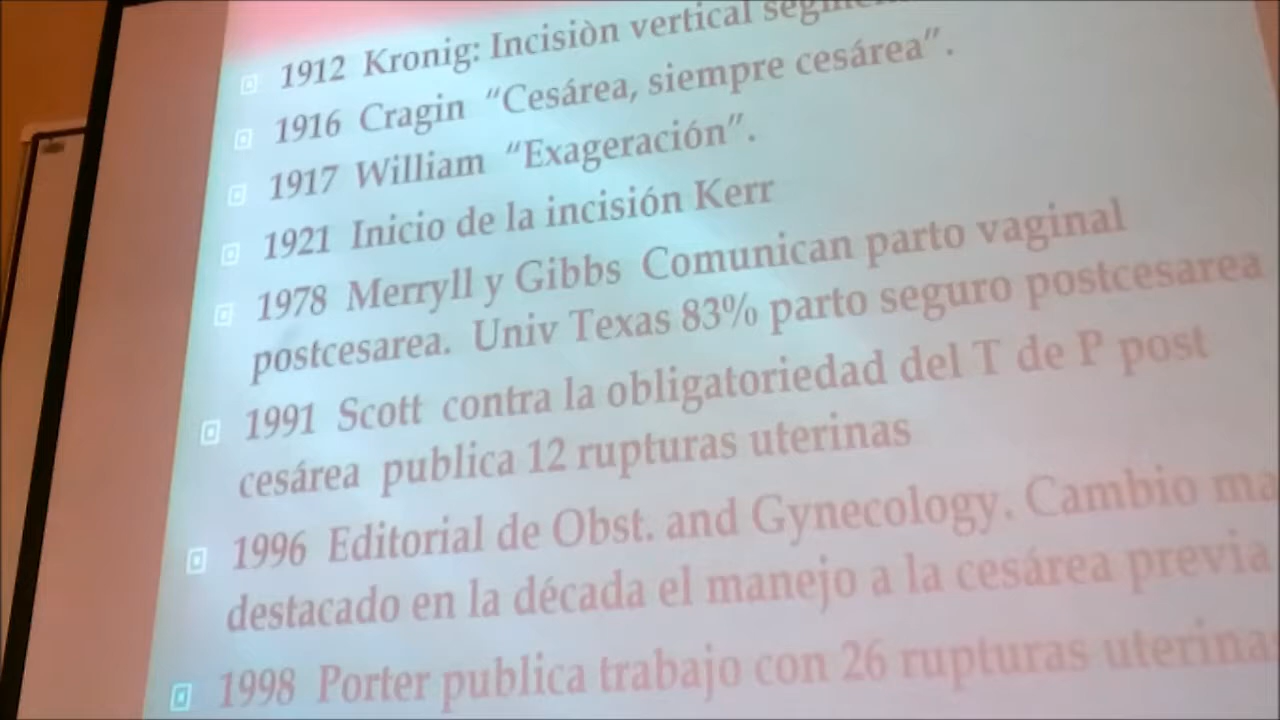 1912 Kronig: Incisiòn vertical
1916 Cragin “Cesárea, siempre cesárea”.
1917 William “Exageración”.
1921 Inicio de la incisión Kerr
1978 Merryll y Gibbs Comunican parto vaginal
postcesarea. Univ Texas 83% parto seguro postcesarea
1991 Scott contra la obligatoriedad del T de P post
cesárea publica 12 rupturas uterinas
1996 Editorial de Obst. and Gynecology. Cambio
destacado en la década el manejo a la cesárea previa
1998 Porter publica trabajo con 26 rupturas